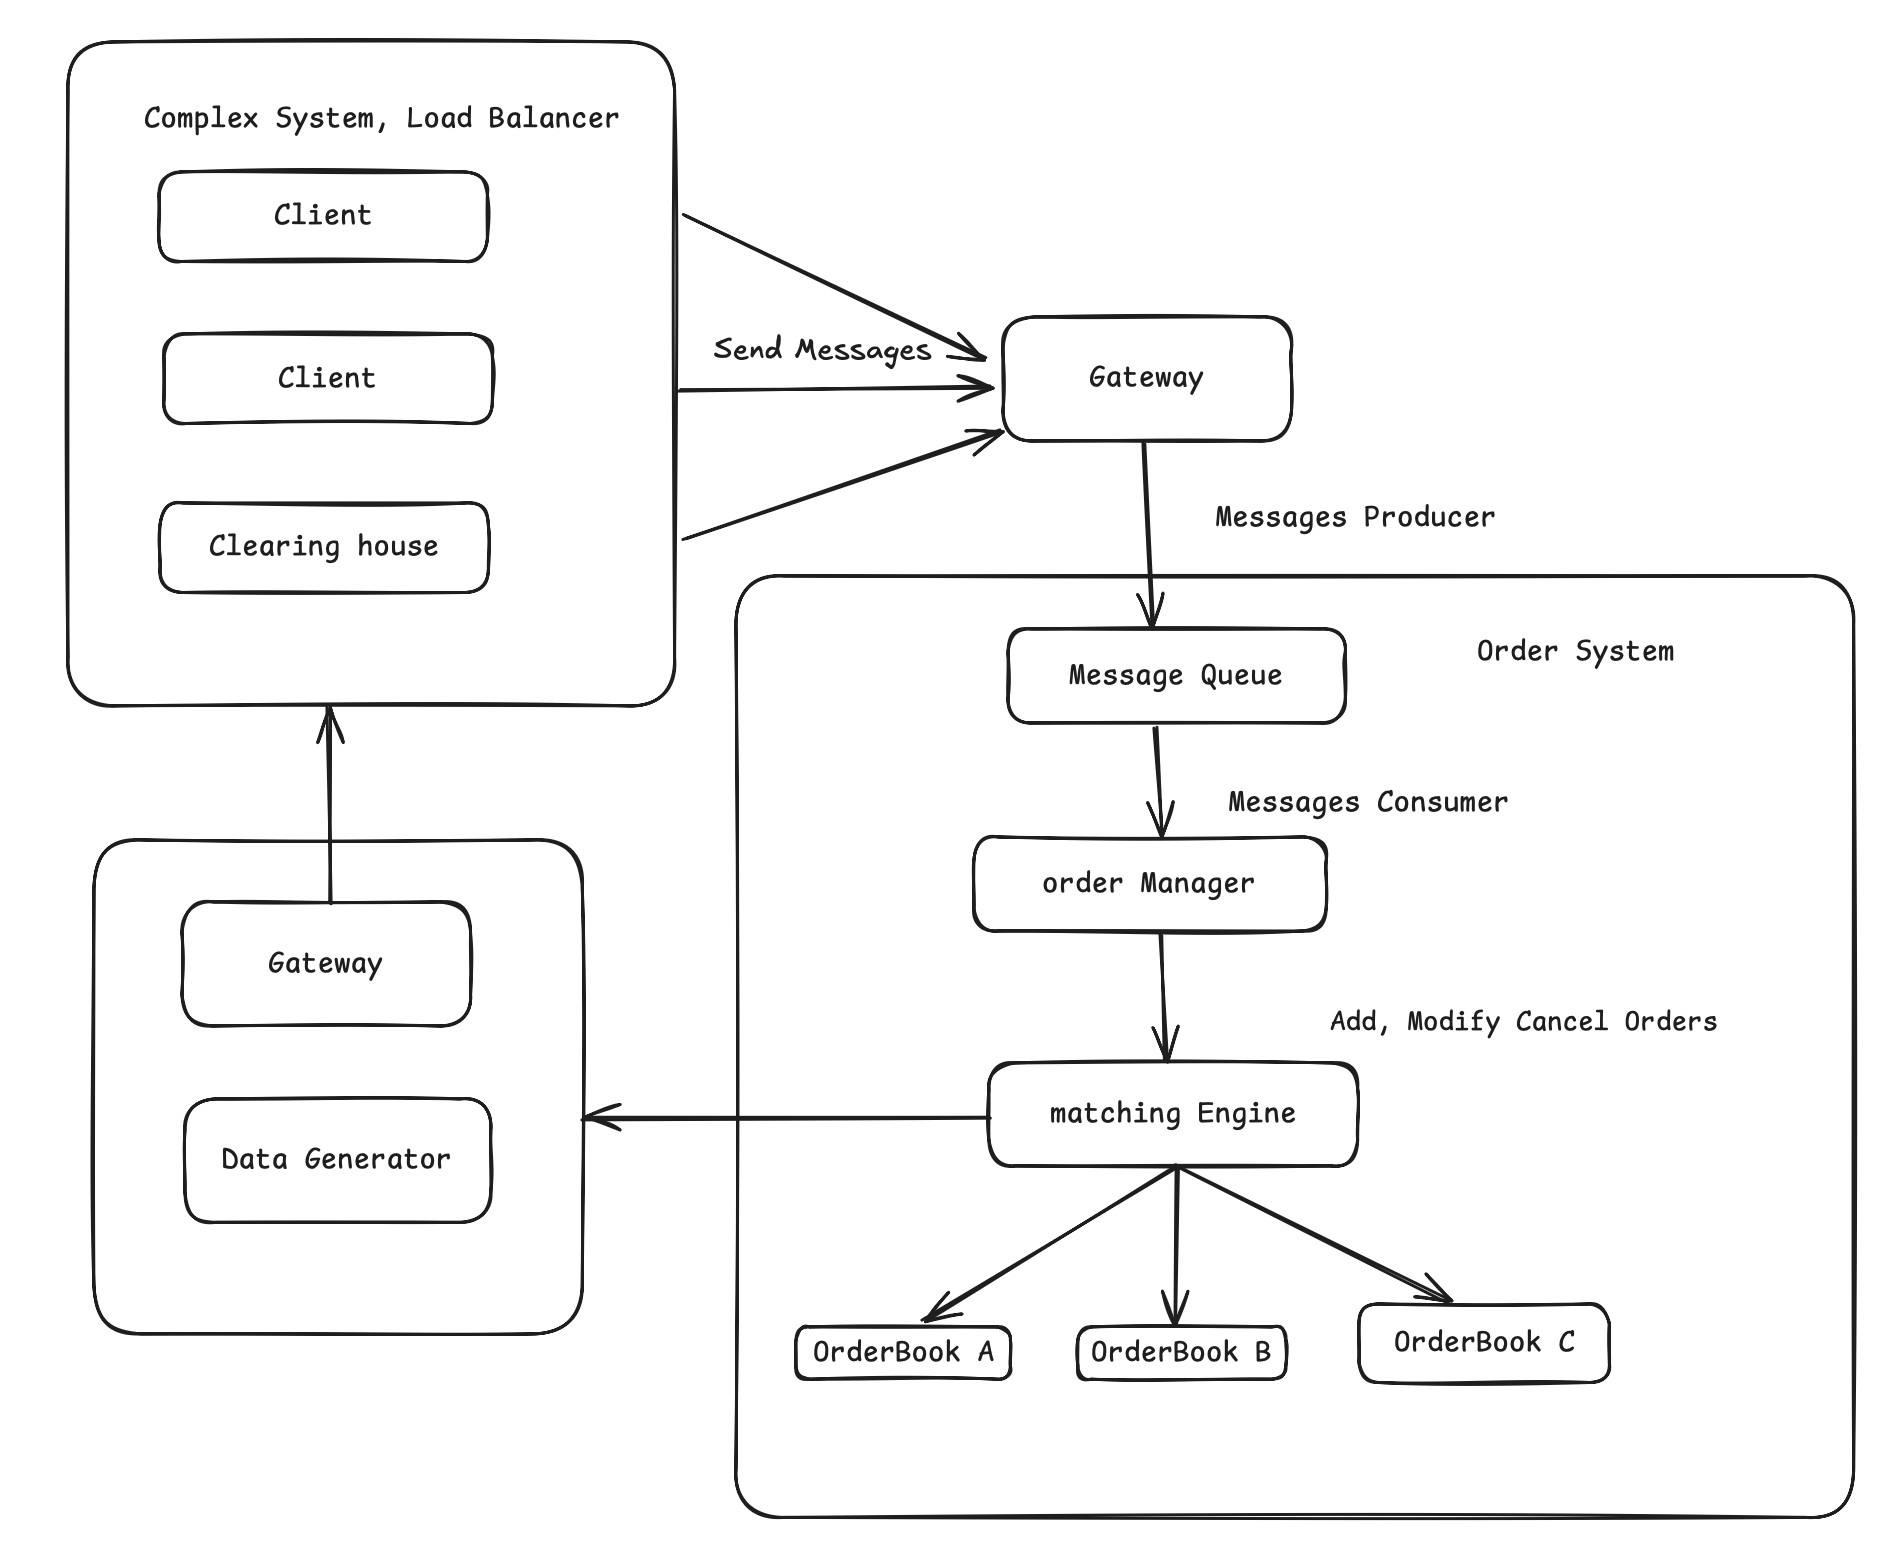 Complex System, Load Balancer
Client
Client
Clearing house
Send Messages
Gateway
Messages Producer
Order System
Message Queue
Messages Consumer
order Manager
Add, Modify Cancel Orders
matching Engine
OrderBook A
OrderBook B
OrderBook C
Gateway
Data Generator